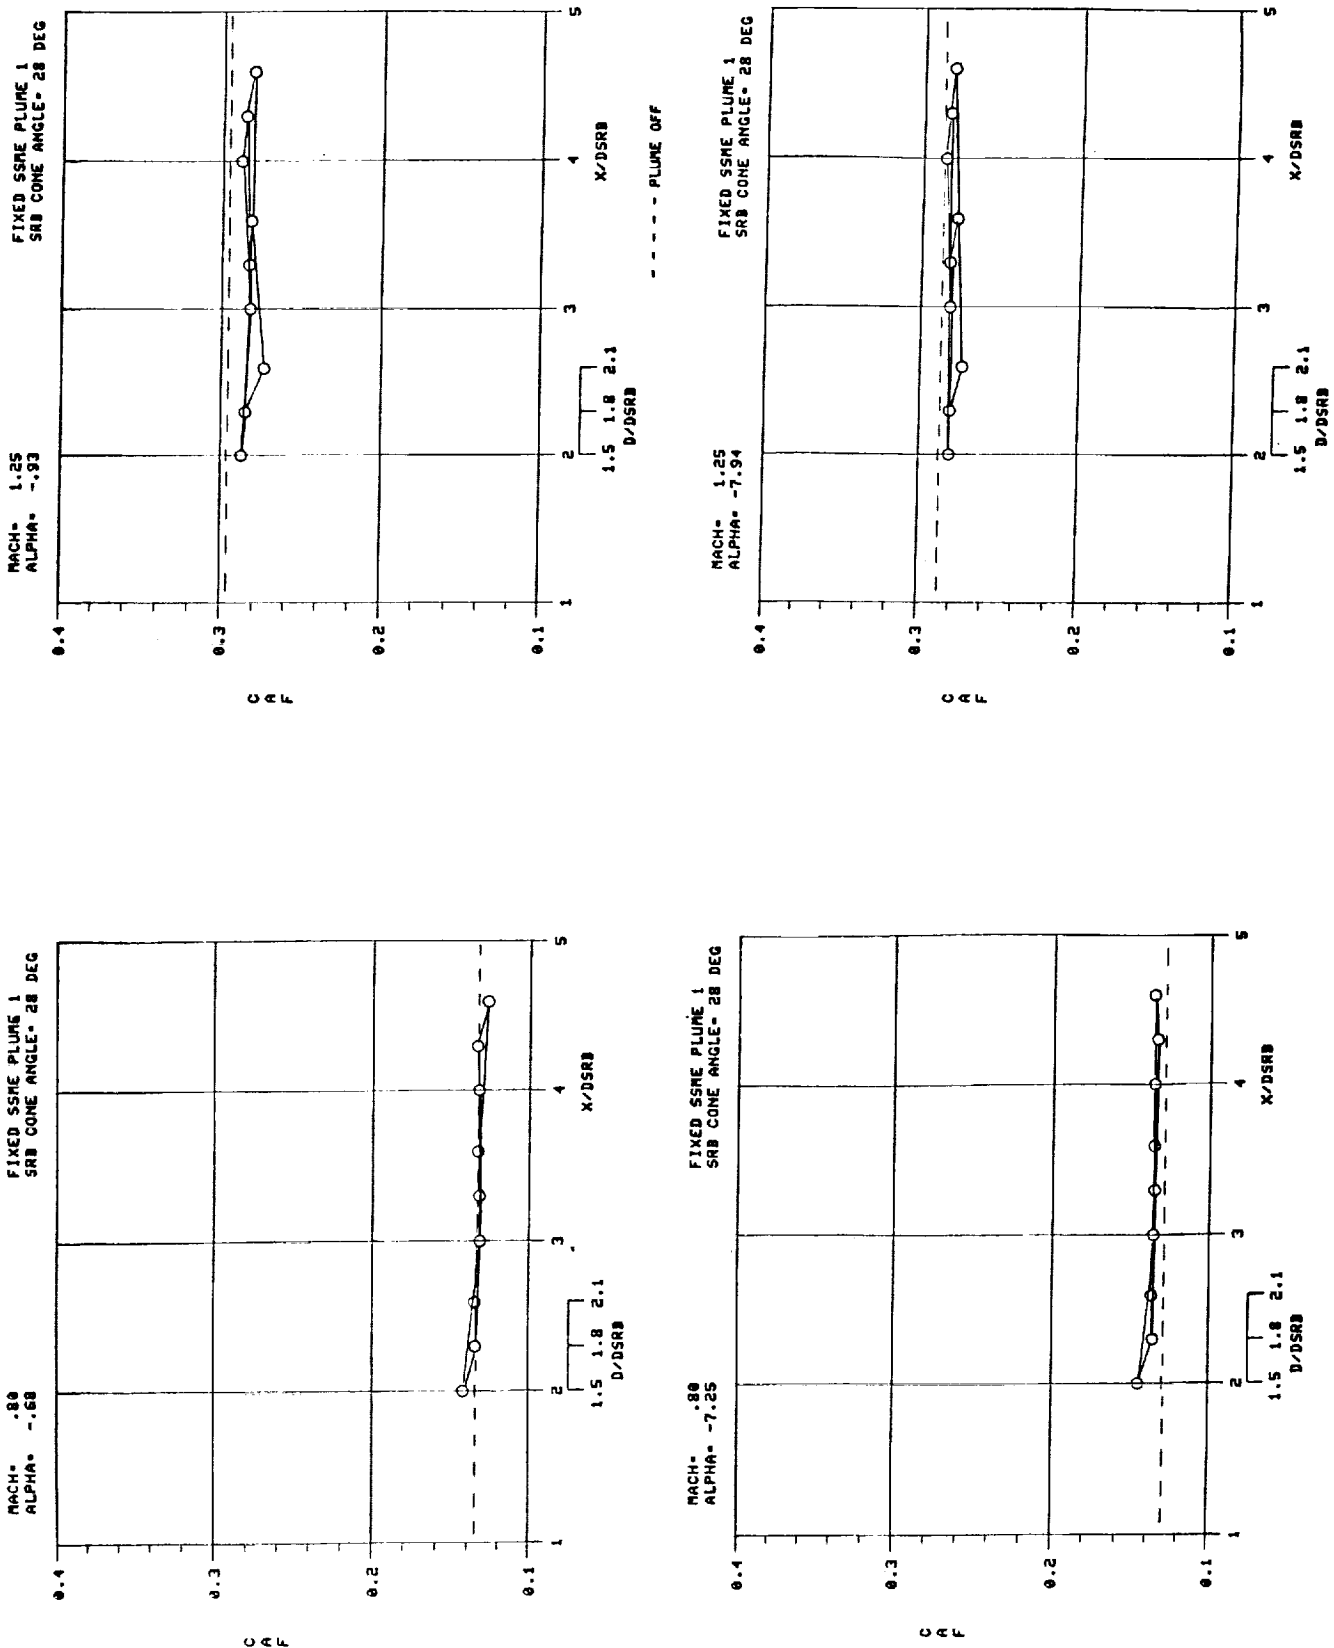 MACH= .80
ALPHA= -.68
FIXED SSME PLUME 1
SRB CONE ANGLE= 28 DEG
0.4
0.3
0.2
0.1
C
A
F
1 2 3 4 5
X/DSRB
1.5 1.8 2.1
D/DSRB
MACH= 1.25
ALPHA= -.93
FIXED SSME PLUME 1
SRB CONE ANGLE= 28 DEG
0.4
0.3
0.2
0.1
C
A
F
1 2 3 4 5
X/DSRB
1.5 1.8 2.1
D/DSRB
- - - - - PLUME OFF
MACH= .80
ALPHA= -7.25
FIXED SSME PLUME 1
SRB CONE ANGLE= 28 DEG
0.4
0.3
0.2
0.1
C
A
F
1 2 3 4 5
X/DSRB
1.5 1.8 2.1
D/DSRB
MACH= 1.25
ALPHA= -7.94
FIXED SSME PLUME 1
SRB CONE ANGLE= 28 DEG
0.4
0.3
0.2
0.1
C
A
F
1 2 3 4 5
X/DSRB
1.5 1.8 2.1
D/DSRB